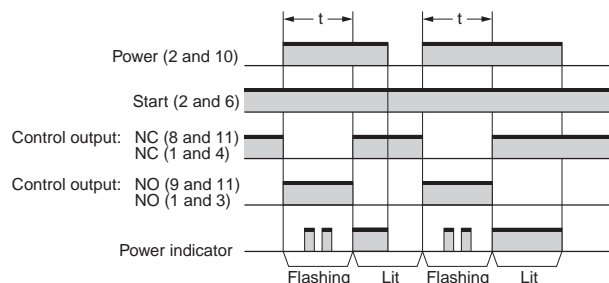 t t
Power (2 and 10)
Start (2 and 6)
Control output: NC (8 and 11)
NC (1 and 4)
Control output: NO (9 and 11)
NO (1 and 3)
Power indicator
Flashing Lit Flashing Lit